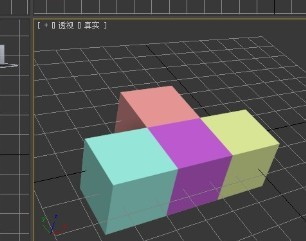 [ + [] 透视 [] 真实 ]